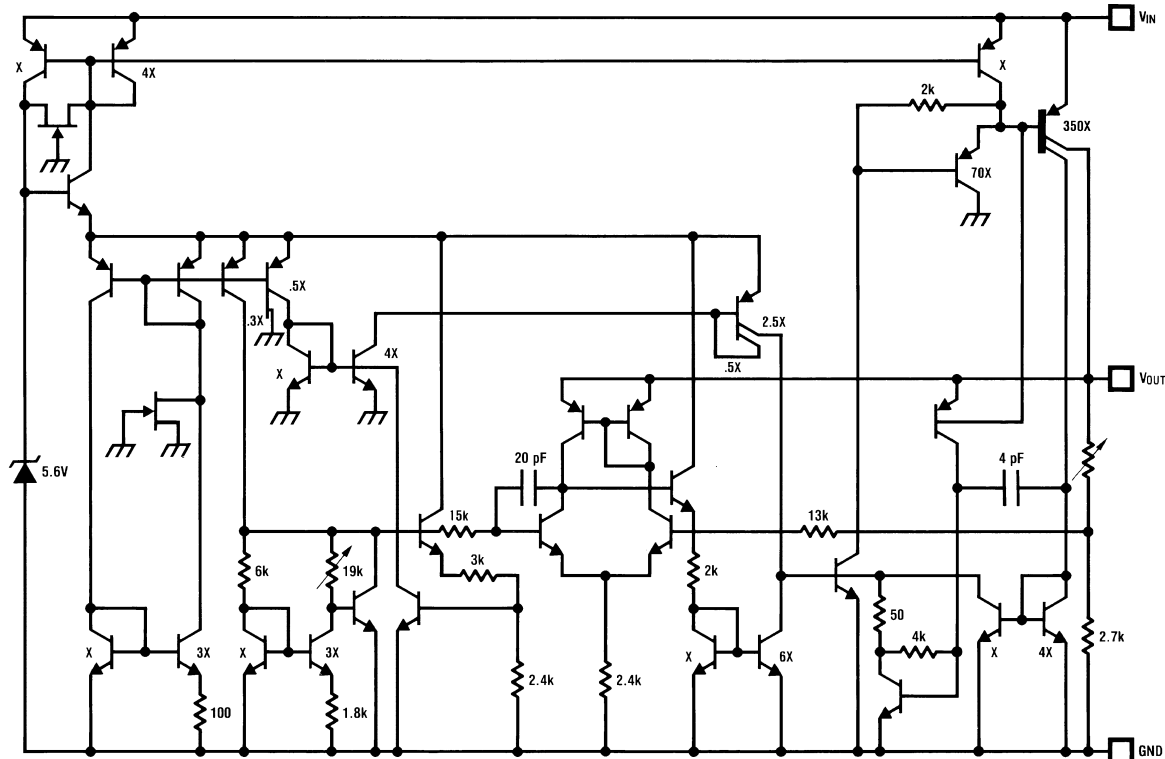 VIN
X
4X
X
2k
350X
70X
.5X
.3X
2.5X
4X
X
.5X
VOUT
5.6V
20 pF
4 pF
15k
13k
3k
6k
19k
2k
50
4k
2.7k
X
3X
X
3X
X
6X
X
4X
2.4k
2.4k
100
1.8k
GND